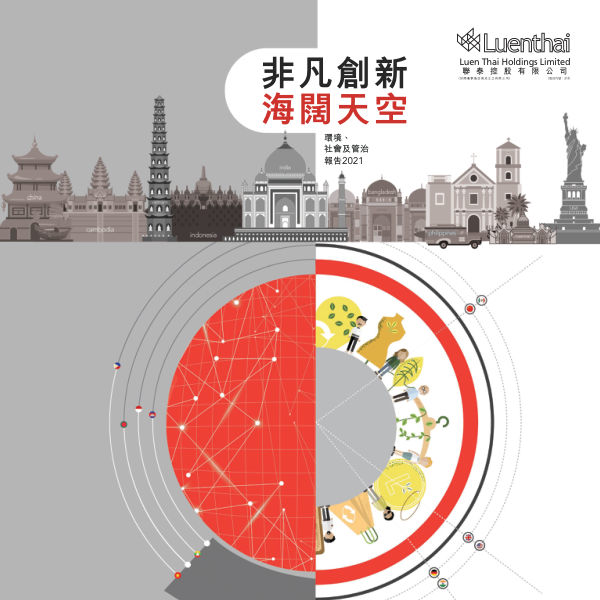 Luenthai
Luen Thai Holdings Limited
聯泰控股有限公司
非凡創新
海闊天空
環境、
社會及管治
報告2021
china
cambodia
indonesia
india
bangladesh
philippines